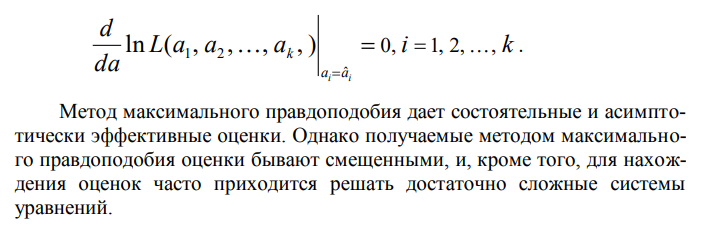 d/da ln L(a₁, a₂, …, aₖ, )|aᵢ=âᵢ = 0, i = 1, 2, …, k .
Метод максимального правдоподобия дает состоятельные и асимпто-
тически эффективные оценки. Однако получаемые методом максимально-
го правдоподобия оценки бывают смещенными, и, кроме того, для нахож-
дения оценок часто приходится решать достаточно сложные системы
уравнений.